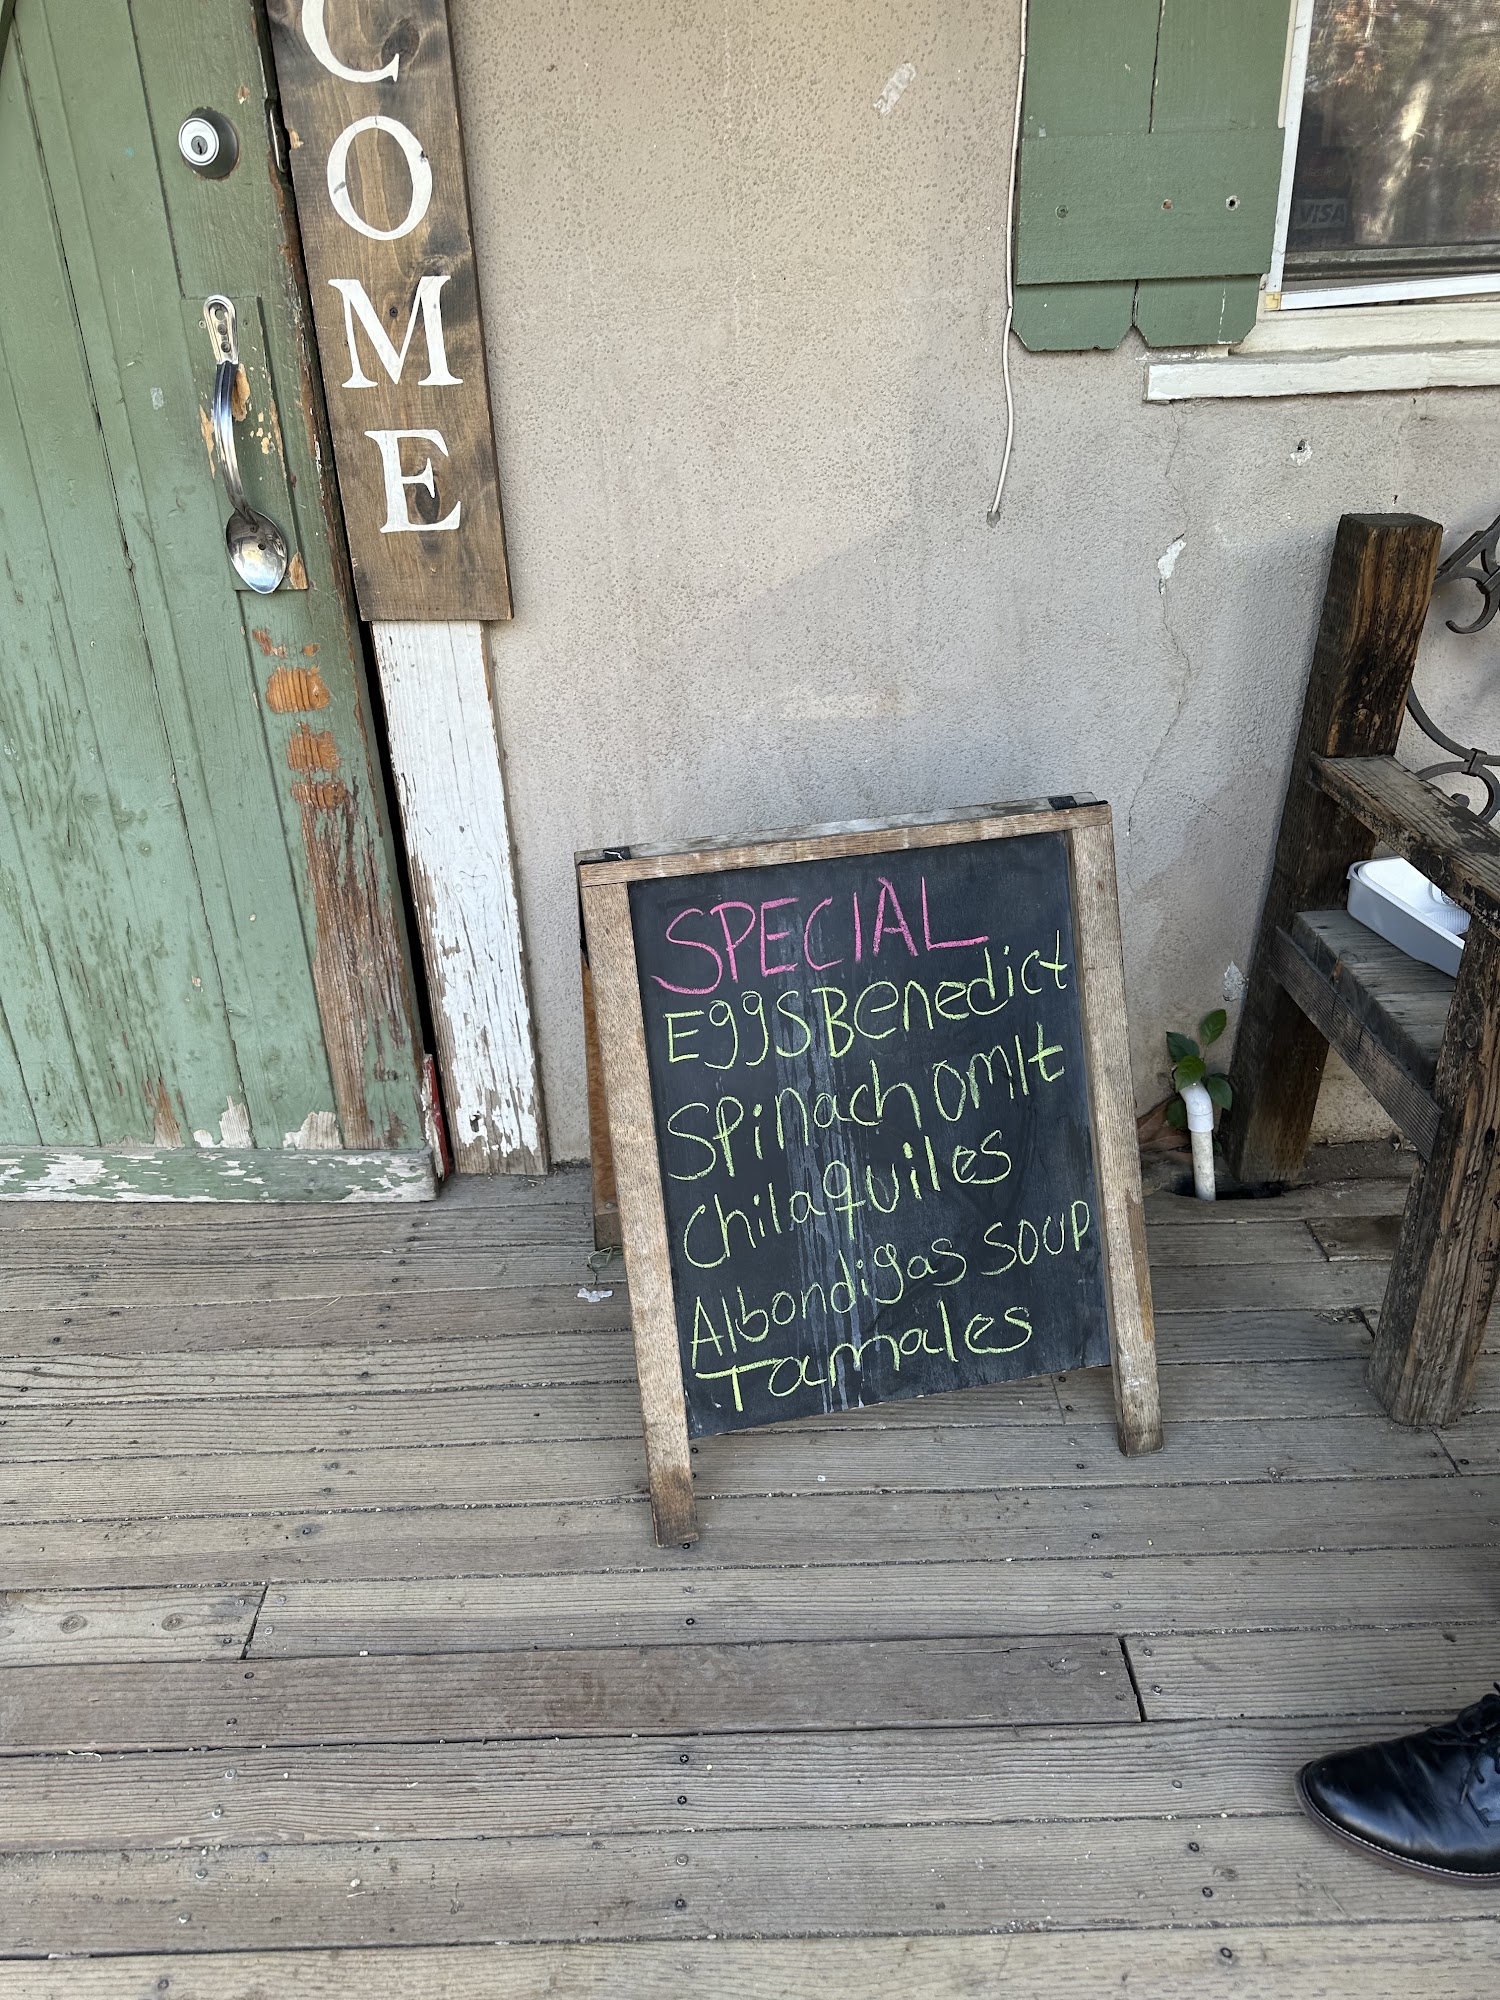 COME
VISA
SPECIAL
Eggs Benedict
Spinach omlt
Chilaquiles
Albondigas soup
Tamales